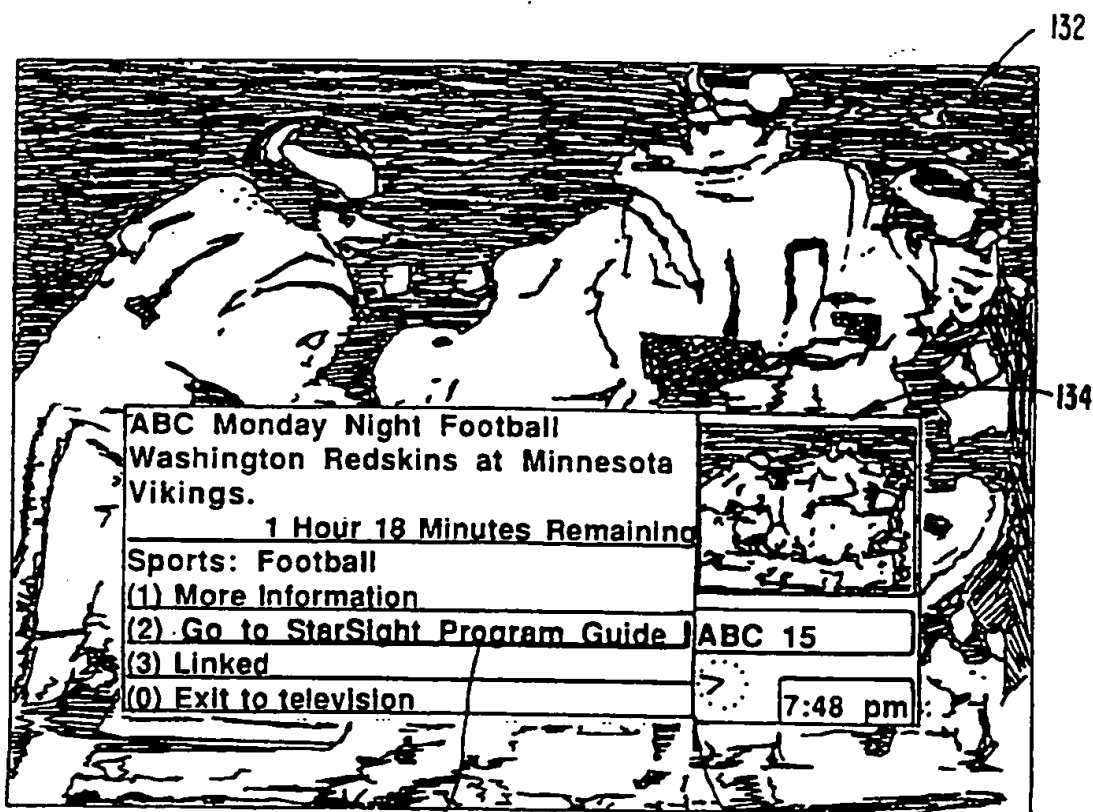 132
134
ABC Monday Night Football
Washington Redskins at Minnesota
Vikings.
1 Hour 18 Minutes Remaining
Sports: Football
(1) More Information
(2) Go to StarSight Program Guide
ABC 15
(3) Linked
(0) Exit to television
7:48 pm